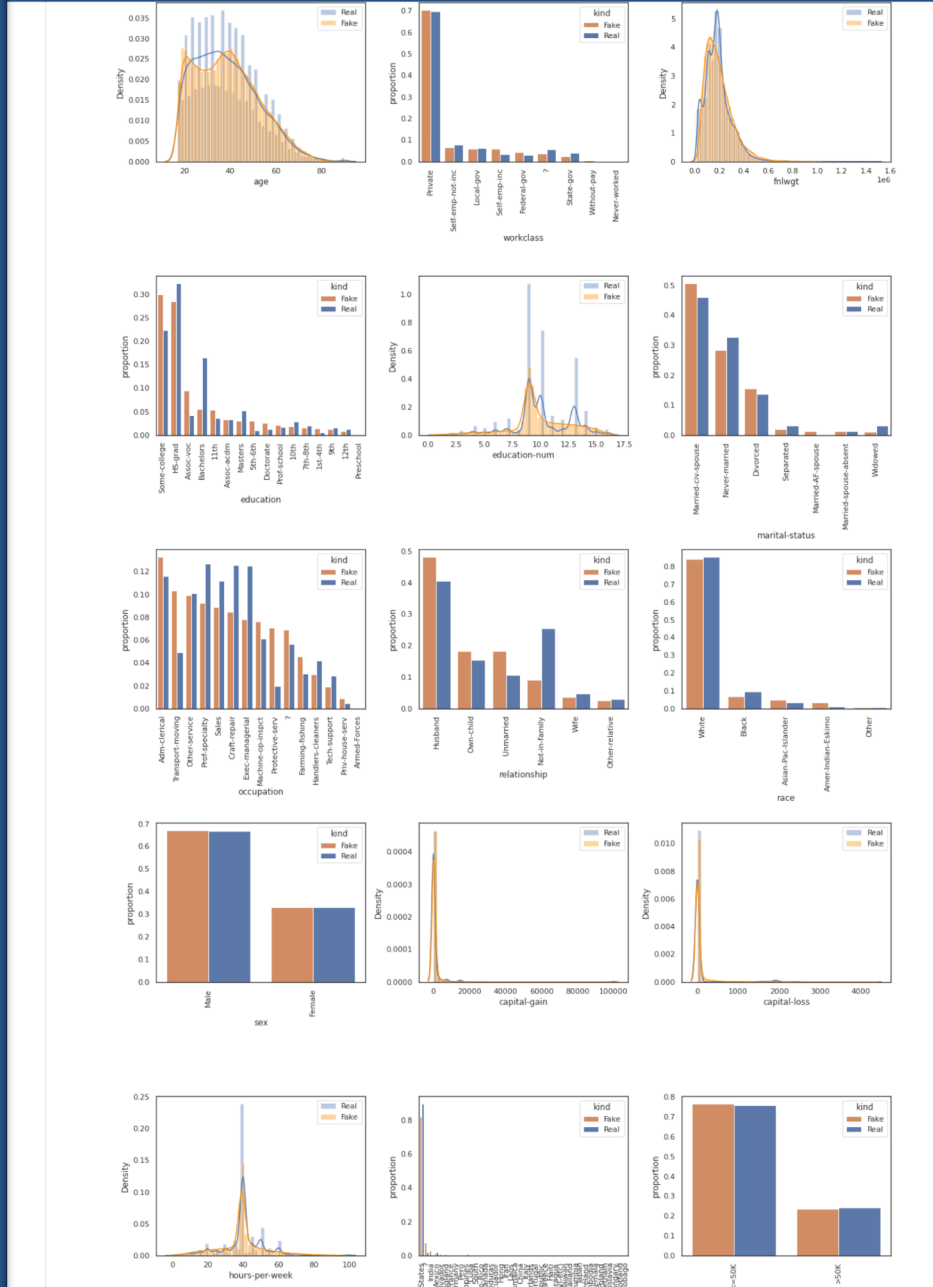 Density
0.035
0.030
0.025
0.020
0.015
0.010
0.005
0.000
Real
Fake
20
40
60
80
age
proportion
0.7
0.6
0.5
0.4
0.3
0.2
0.1
0.0
kind
Fake
Real
Private
Self-emp-not-inc
Local-gov
Self-emp-inc
Federal-gov
?
State-gov
Without-pay
Never-worked
workclass
Density
5
4
3
2
1
0
Real
Fake
0.0
0.2
0.4
0.6
0.8
1.0
1.2
1.4
1.6
1e6
fnlwgt
proportion
0.30
0.25
0.20
0.15
0.10
0.05
0.00
kind
Fake
Real
Some-college
HS-grad
Assoc-voc
Bachelors
11th
Assoc-acdm
Masters
5th-6th
Doctorate
Prof-school
10th
7th-8th
1st-4th
9th
12th
Preschool
education
Density
1.0
0.8
0.6
0.4
0.2
0.0
Real
Fake
0.0
2.5
5.0
7.5
10.0
12.5
15.0
17.5
education-num
proportion
0.5
0.4
0.3
0.2
0.1
0.0
kind
Fake
Real
Married-civ-spouse
Never-married
Divorced
Separated
Married-AF-spouse
Married-spouse-absent
Widowed
marital-status
proportion
0.12
0.10
0.08
0.06
0.04
0.02
0.00
kind
Fake
Real
Adm-clerical
Transport-moving
Other-service
Prof-specialty
Sales
Craft-repair
Exec-managerial
Machine-op-inspct
Protective-serv
?
Farming-fishing
Handlers-cleaners
Tech-support
Priv-house-serv
Armed-Forces
occupation
proportion
0.5
0.4
0.3
0.2
0.1
0.0
kind
Fake
Real
Husband
Own-child
Unmarried
Not-in-family
Wife
Other-relative
relationship
proportion
0.8
0.7
0.6
0.5
0.4
0.3
0.2
0.1
0.0
kind
Fake
Real
White
Black
Asian-Pac-Islander
Amer-Indian-Eskimo
Other
race
proportion
0.7
0.6
0.5
0.4
0.3
0.2
0.1
0.0
kind
Fake
Real
Male
Female
sex
Density
0.0004
0.0003
0.0002
0.0001
0.0000
Real
Fake
0
20000
40000
60000
80000
100000
capital-gain
Density
0.010
0.008
0.006
0.004
0.002
0.000
Real
Fake
0
1000
2000
3000
4000
capital-loss
Density
0.25
0.20
0.15
0.10
0.05
0.00
Real
Fake
0
20
40
60
80
100
hours-per-week
proportion
0.8
0.6
0.4
0.2
0.0
kind
Fake
Real
States
India
proportion
0.8
0.7
0.6
0.5
0.4
0.3
0.2
0.1
0.0
kind
Fake
Real
=50K
>50K